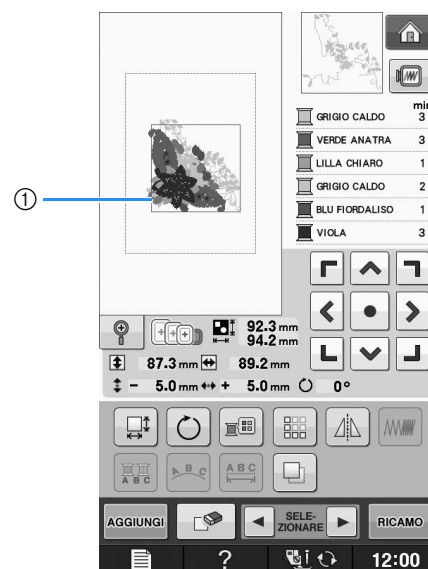 min
GRIGIO CALDO 3
VERDE ANATRA 3
LILLA CHIARO 1
GRIGIO CALDO 2
BLU FIORDALISO 1
VIOLA 3
①
92.3 mm
94.2 mm
87.3 mm 89.2 mm
- 5.0 mm + 5.0 mm 0°
A B C
A B C
A B C
AGGIUNGI
SELE-
ZIONARE
RICAMO
? 12:00